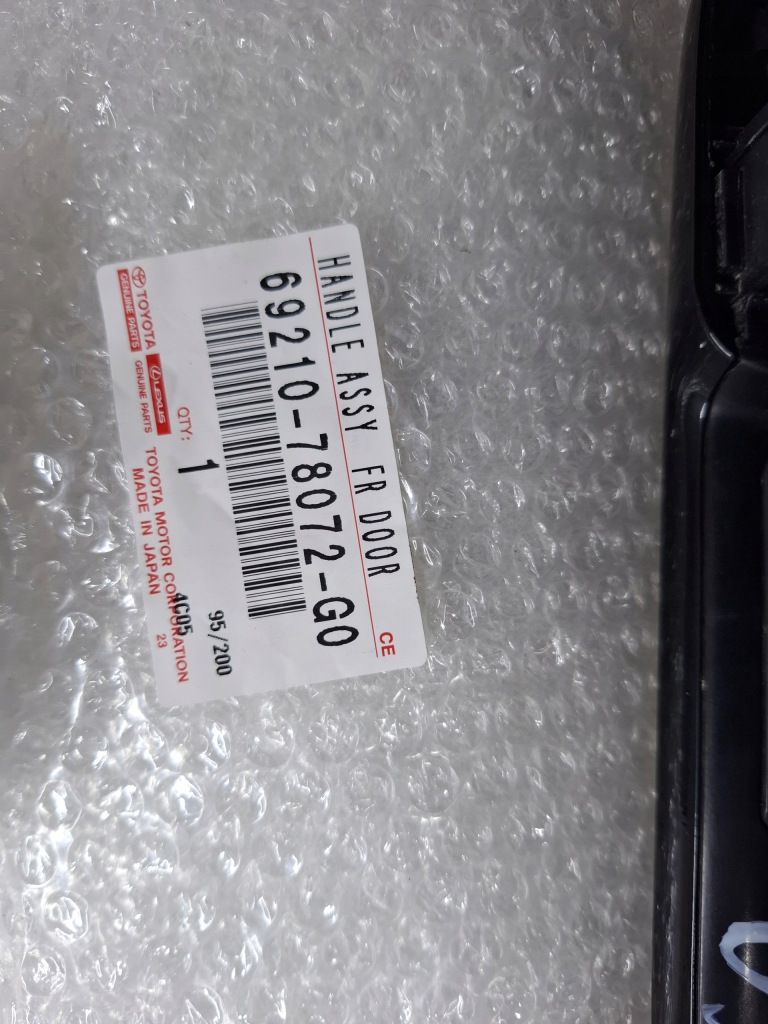 HANDLE ASSY FR DOOR
CE
69210-78072-G0
QTY:
1
95/200
4C05
TOYOTA
GENUINE PARTS
LEXUS
GENUINE PARTS
TOYOTA MOTOR CORPORATION
MADE IN JAPAN
23